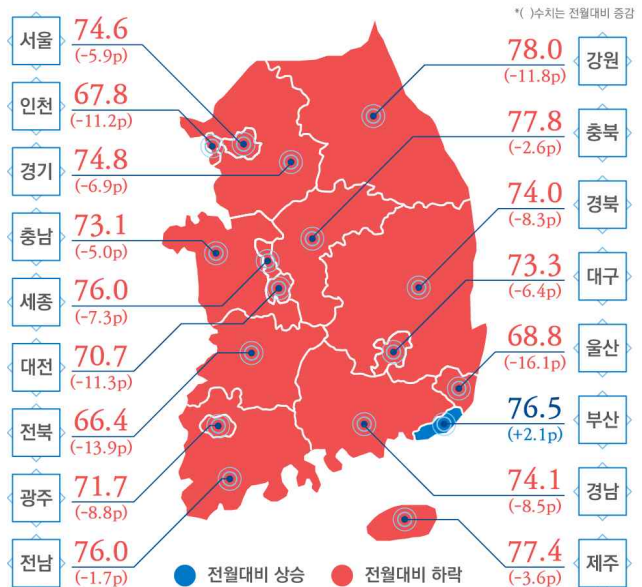 *( )수치는 전월대비 증감
서울 74.6
(-5.9p)
인천 67.8
(-11.2p)
경기 74.8
(-6.9p)
충남 73.1
(-5.0p)
세종 76.0
(-7.3p)
대전 70.7
(-11.3p)
전북 66.4
(-13.9p)
광주 71.7
(-8.8p)
전남 76.0
(-1.7p)
78.0 강원
(-11.8p)
77.8 충북
(-2.6p)
74.0 경북
(-8.3p)
73.3 대구
(-6.4p)
68.8 울산
(-16.1p)
76.5 부산
(+2.1p)
74.1 경남
(-8.5p)
77.4 제주
(-3.6p)
전월대비 상승 전월대비 하락